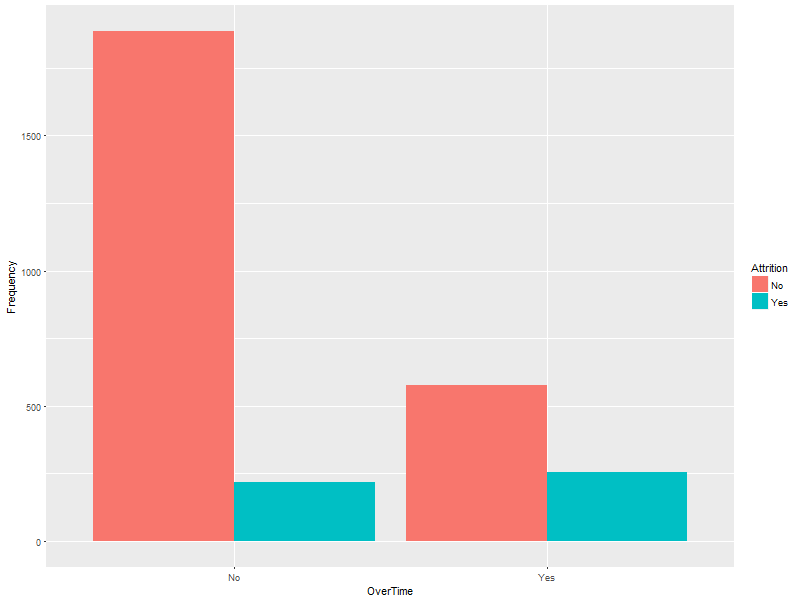 1500
1000
500
0
Frequency
No
Yes
OverTime
Attrition
No
Yes